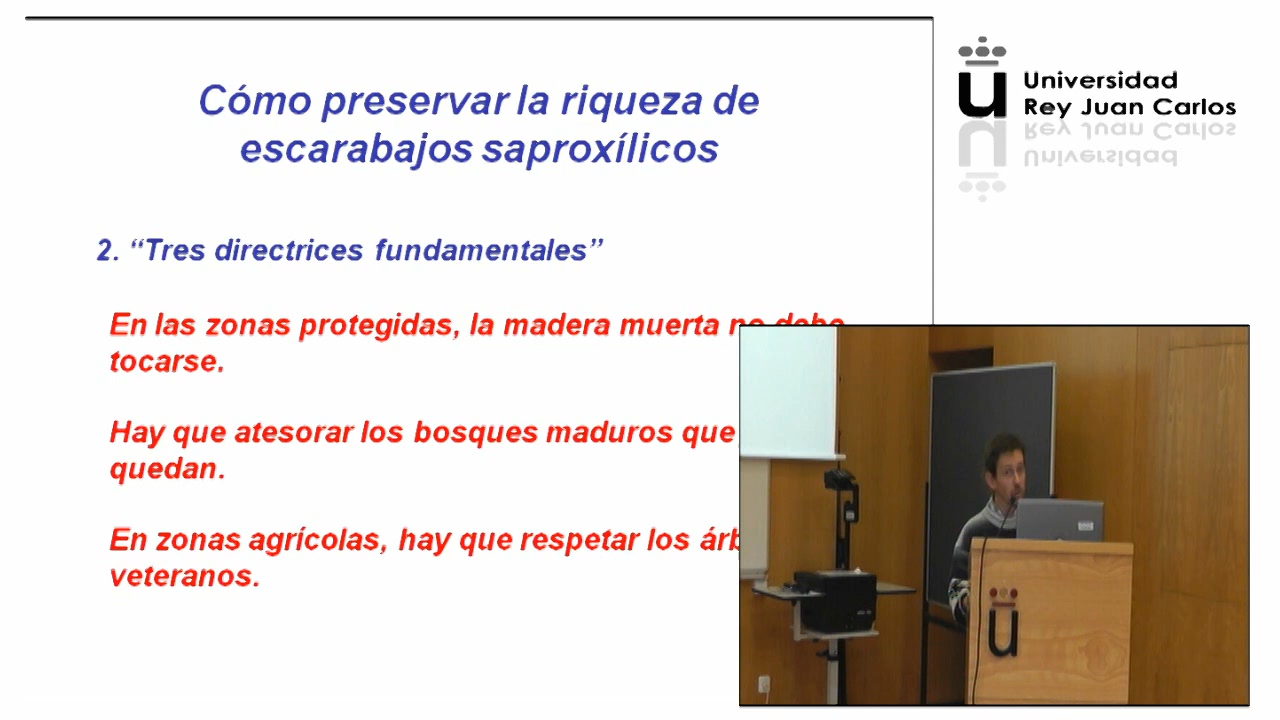 Cómo preservar la riqueza de
escarabajos saproxílicos
2. “Tres directrices fundamentales”
En las zonas protegidas, la madera muerta no debe
tocarse.
Hay que atesorar los bosques maduros que
quedan.
En zonas agrícolas, hay que respetar los árb
veteranos.
Universidad
Rey Juan Carlos